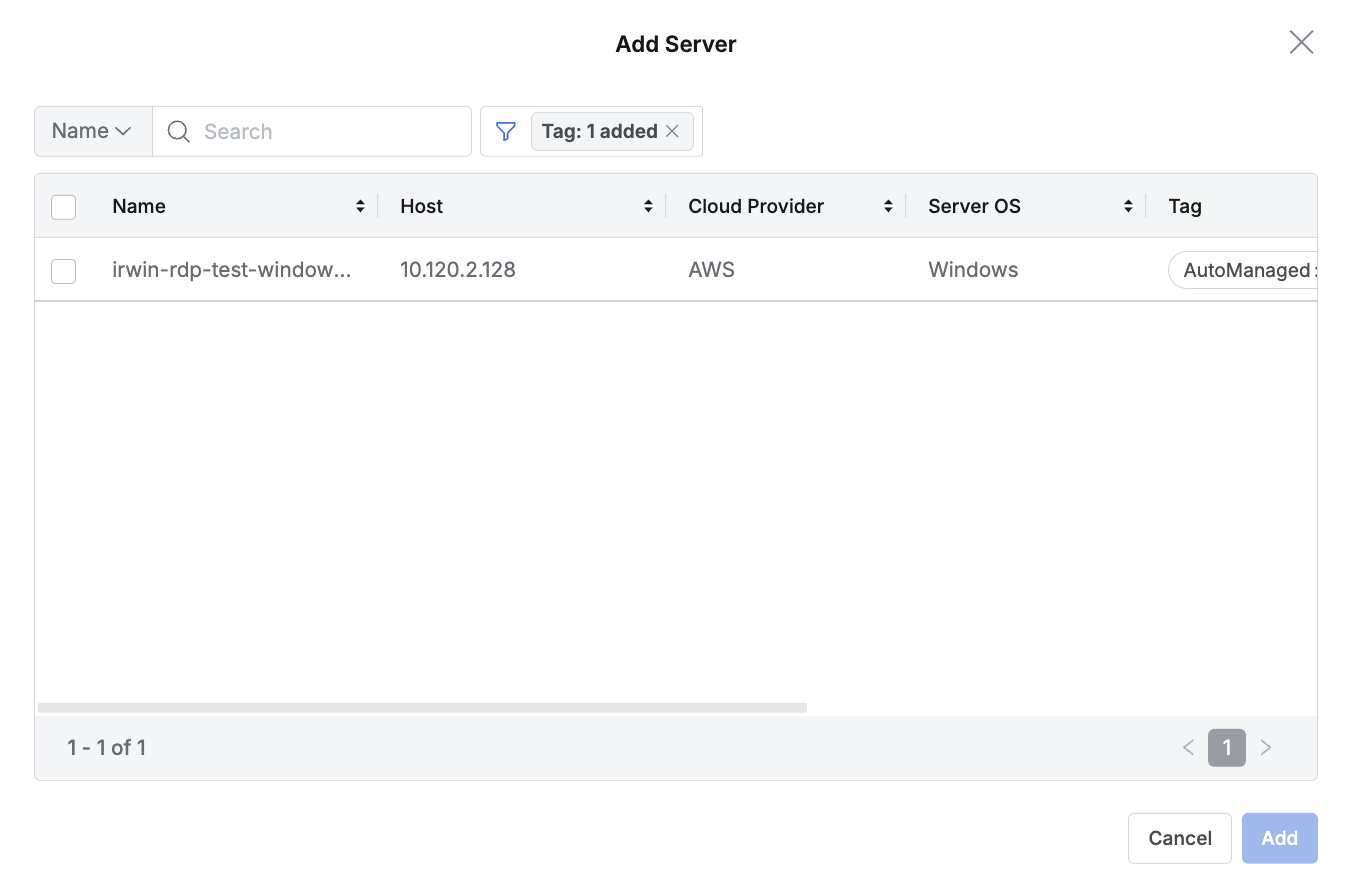 Add Server
Name Search Tag: 1 added
Name Host Cloud Provider Server OS Tag
irwin-rdp-test-window... 10.120.2.128 AWS Windows AutoManaged :
1 - 1 of 1 1
Cancel Add